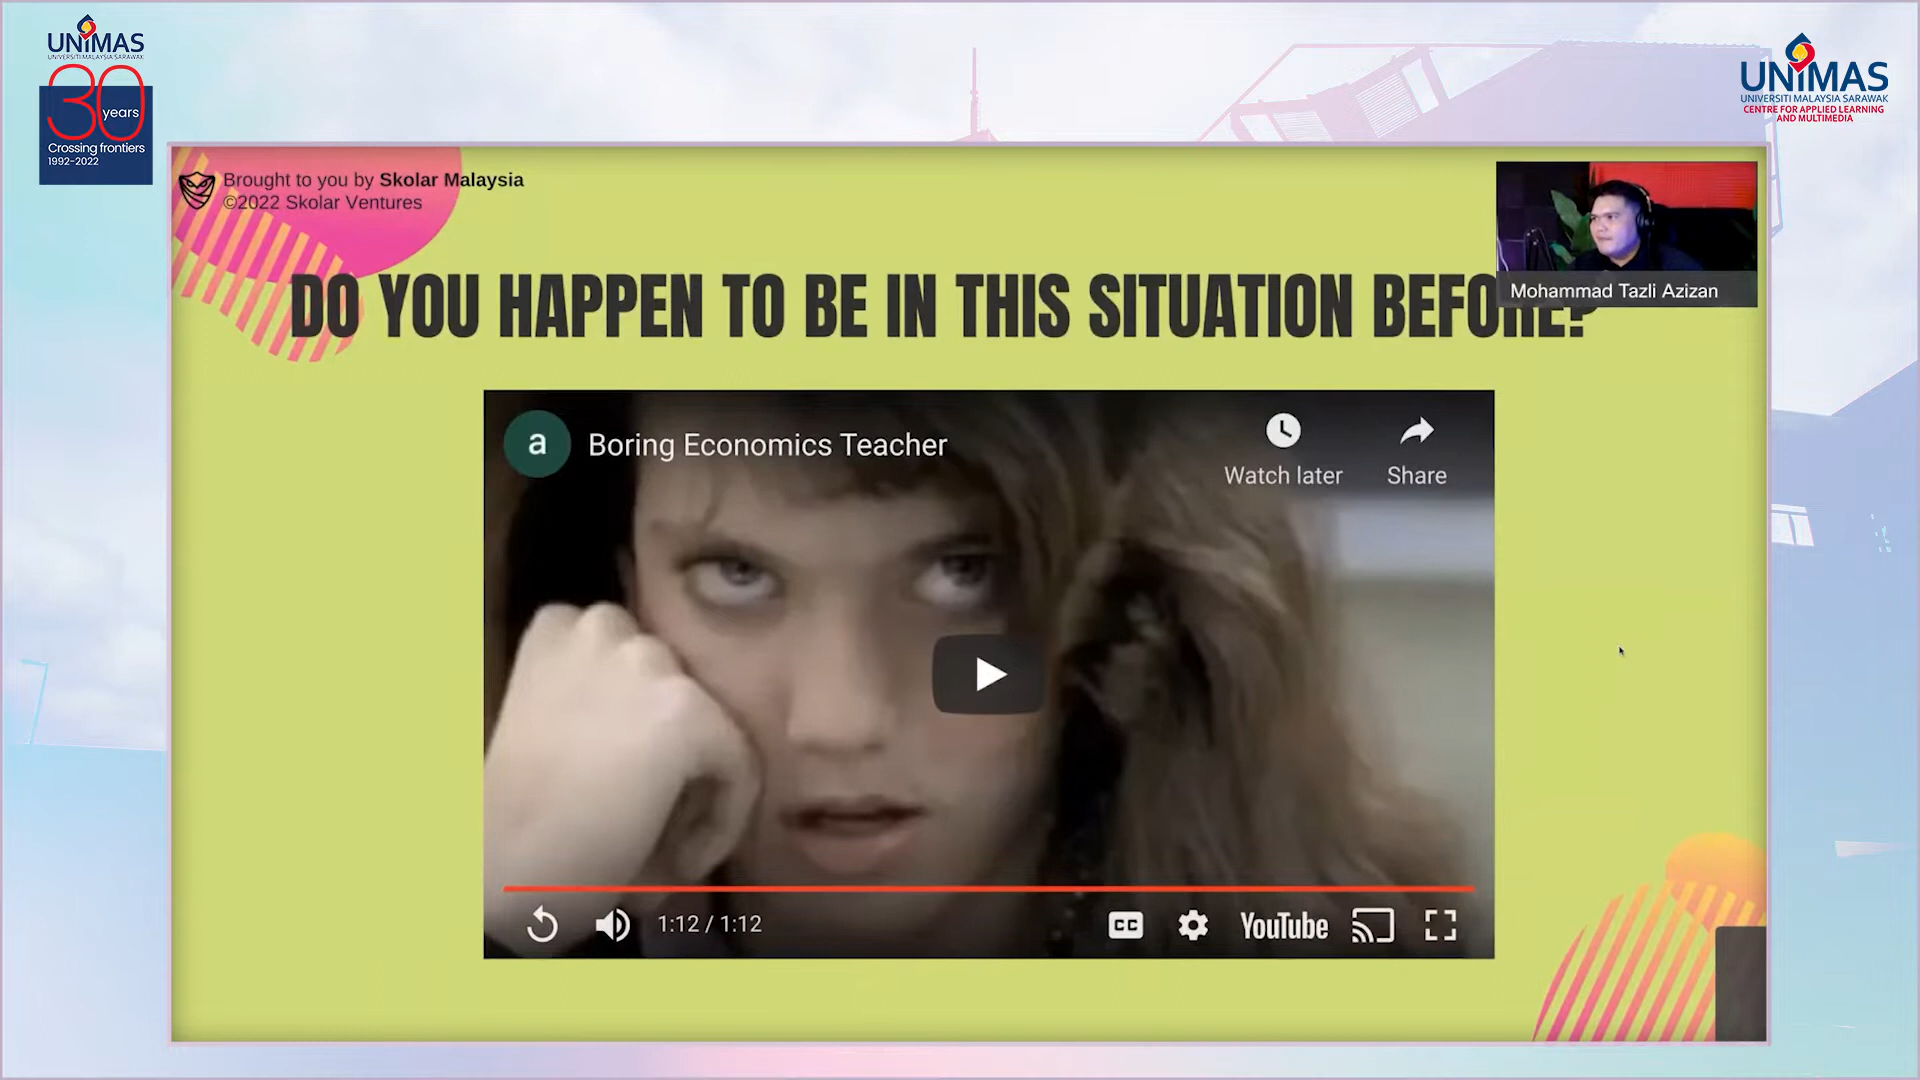 UNIMAS
UNIVERSITI MALAYSIA SARAWAK
30
years
Crossing frontiers
1992-2022
UNIMAS
UNIVERSITI MALAYSIA SARAWAK
CENTRE FOR APPLIED LEARNING
AND MULTIMEDIA
Brought to you by Skolar Malaysia
©2022 Skolar Ventures
Mohammad Tazli Azizan
DO YOU HAPPEN TO BE IN THIS SITUATION BEFORE?
a
Boring Economics Teacher
Watch later
Share
1:12 / 1:12
CC
YouTube